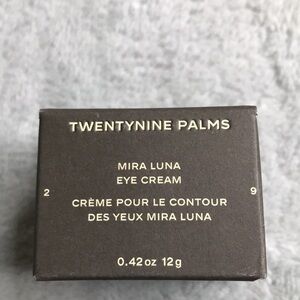 TWENTYNINE PALMS
MIRA LUNA
EYE CREAM
2 9
CRÈME POUR LE CONTOUR
DES YEUX MIRA LUNA
0.42 oz 12 g